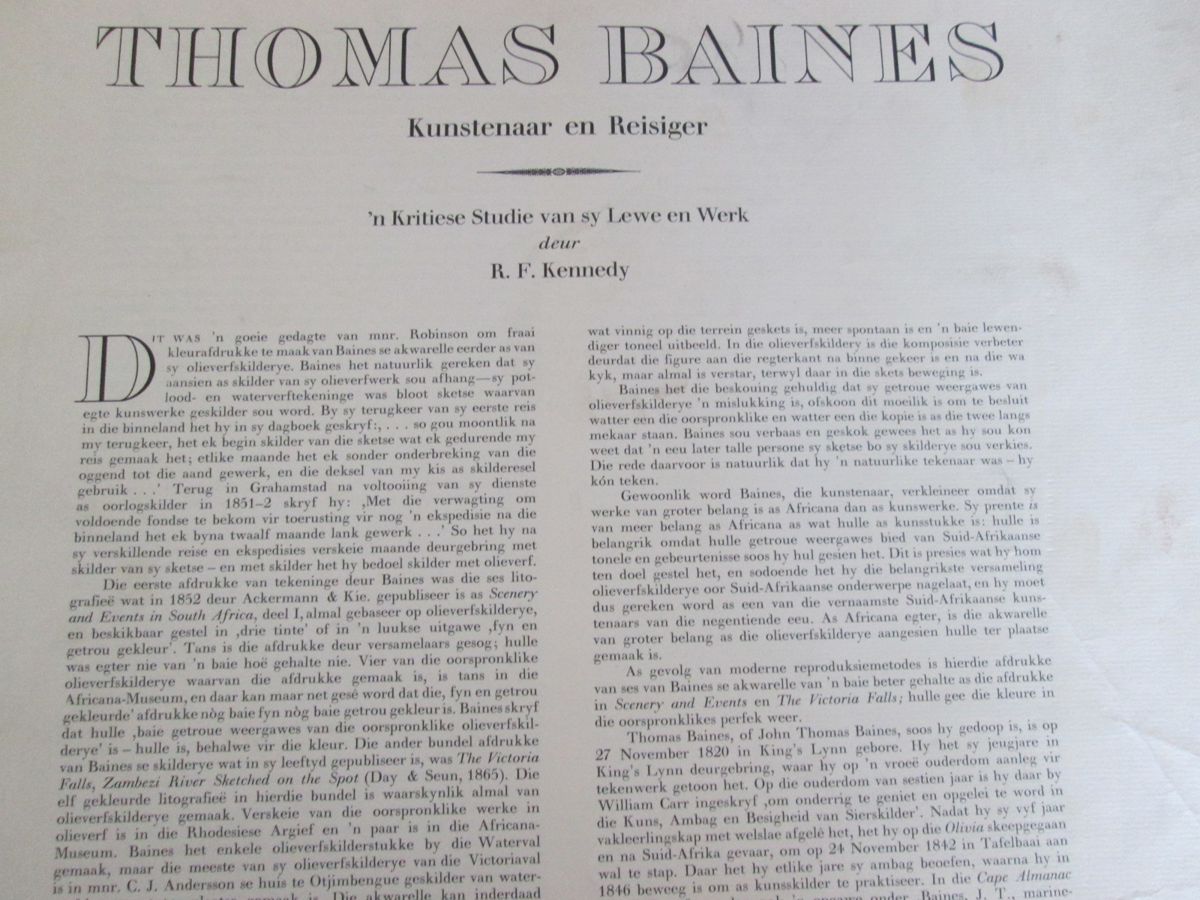 THOMAS BAINES
Kunstenaar en Reisiger
'n Kritiese Studie van sy Lewe en Werk
deur
R. F. Kennedy
DIT WAS 'n goeie gedagte van mnr. Robinson om fraai
kleurafdrukke te maak van Baines se akwarelle eerder as van
sy olieverfskilderye. Baines het natuurlik gereken dat sy
aansien as skilder van sy olieverfwerk sou afhang—sy pot-
lood- en waterverftekeninge was bloot sketse waarvan
egte kunswerke geskilder sou word. By sy terugkeer van sy eerste reis
in die binneland het hy in sy dagboek geskryf:‚ . . . so gou moontlik na
my terugkeer, het ek begin skilder van die sketse wat ek gedurende my
reis gemaak het; etlike maande het ek sonder onderbreking van die
oggend tot die aand gewerk, en die deksel van my kis as skilderesel
gebruik . . .' Terug in Grahamstad na voltooiing van sy dienste
as oorlogskilder in 1851–2 skryf hy: ‚Met die verwagting om
voldoende fondse te bekom vir toerusting vir nog 'n ekspedisie na die
binneland het ek byna twaalf maande lank gewerk . . .' So het hy na
sy verskillende reise en ekspedisies verskeie maande deurgebring met
skilder van sy sketse – en met skilder het hy bedoel skilder met olieverf.
Die eerste afdrukke van tekeninge deur Baines was die ses lito-
grafieë wat in 1852 deur Ackermann & Kie. gepubliseer is as Scenery
and Events in South Africa, deel I, almal gebaseer op olieverfskilderye,
en beskikbaar gestel in ‚drie tinte' of in 'n luukse uitgawe ‚fyn en
getrou gekleur'. Tans is die afdrukke deur versamelaars gesog; hulle
was egter nie van 'n baie hoë gehalte nie. Vier van die oorspronklike
olieverfskilderye waarvan die afdrukke gemaak is, is tans in die
Africana-Museum, en daar kan maar net gesê word dat die ‚fyn en getrou
gekleurde' afdrukke nòg baie fyn nòg baie getrou gekleur is. Baines skryf
dat hulle ‚baie getroue weergawes van die oorspronklike olieverfskil-
derye' is – hulle is, behalwe vir die kleur. Die ander bundel afdrukke
van Baines se skilderye wat in sy leeftyd gepubliseer is, was The Victoria
Falls, Zambezi River Sketched on the Spot (Day & Seun, 1865). Die
elf gekleurde litografieë in hierdie bundel is waarskynlik almal van
olieverfskilderye gemaak. Verskeie van die oorspronklike werke in
olieverf is in die Rhodesiese Argief en 'n paar is in die Africana-
Museum. Baines het enkele olieverfskilderstukke by die Waterval
gemaak, maar die meeste van sy olieverfskilderye van die Victoriaval
is in mnr. C. J. Andersson se huis te Otjimbengue geskilder van water-
gemaak is. Die akwarelle kan inderdaad
wat vinnig op die terrein geskets is, meer spontaan is en 'n baie lewen-
diger toneel uitbeeld. In die olieverfskildery is die komposisie verbeter
deurdat die figure aan die regterkant na binne gekeer is en na die wa
kyk, maar almal is verstar, terwyl daar in die skets beweging is.
Baines het die beskouing gehuldig dat sy getroue weergawes van
olieverfskilderye 'n mislukking is, ofskoon dit moeilik is om te besluit
watter een die oorspronklike en watter een die kopie is as die twee langs
mekaar staan. Baines sou verbaas en geskok gewees het as hy sou kon
weet dat 'n eeu later talle persone sy sketse bo sy skilderye sou verkies.
Die rede daarvoor is natuurlik dat hy 'n natuurlike tekenaar was – hy
kón teken.
Gewoonlik word Baines, die kunstenaar, verkleineer omdat sy
werke van groter belang is as Africana dan as kunswerke. Sy prente is
van meer belang as Africana as wat hulle as kunsstukke is: hulle is
belangrik omdat hulle getroue weergawes bied van Suid-Afrikaanse
tonele en gebeurtenisse soos hy hul gesien het. Dit is presies wat hy hom
ten doel gestel het, en sodoende het hy die belangrikste versameling
olieverfskilderye oor Suid-Afrikaanse onderwerpe nagelaat, en hy moet
dus gereken word as een van die vernaamste Suid-Afrikaanse kuns-
tenaars van die negentiende eeu. As Africana egter, is die akwarelle
van groter belang as die olieverfskilderye aangesien hulle ter plaatse
gemaak is.
As gevolg van moderne reproduksiemetodes is hierdie afdrukke
van ses van Baines se akwarelle van 'n baie beter gehalte as die afdrukke
in Scenery and Events en The Victoria Falls; hulle gee die kleure in
die oorspronklikes perfek weer.
Thomas Baines, of John Thomas Baines, soos hy gedoop is, is op
27 November 1820 in King's Lynn gebore. Hy het sy jeugjare in
King's Lynn deurgebring, waar hy op 'n vroeë ouderdom aanleg vir
tekenwerk getoon het. Op die ouderdom van sestien jaar is hy daar by
William Carr ingeskryf ‚om onderrig te geniet en opgelei te word in
die Kuns, Ambag en Besigheid van Sierskilder'. Nadat hy sy vyf jaar
vakleerlingskap met welslae afgelê het, het hy op die Olivia skeepgegaan
en na Suid-Afrika gevaar, om op 24 November 1842 in Tafelbaai aan
wal te stap. Daar het hy etlike jare sy ambag beoefen, waarna hy in
1846 beweeg is om as kunsskilder te praktiseer. In die Cape Almanac
'n opgawe onder ‚Baines, J. T., marine-